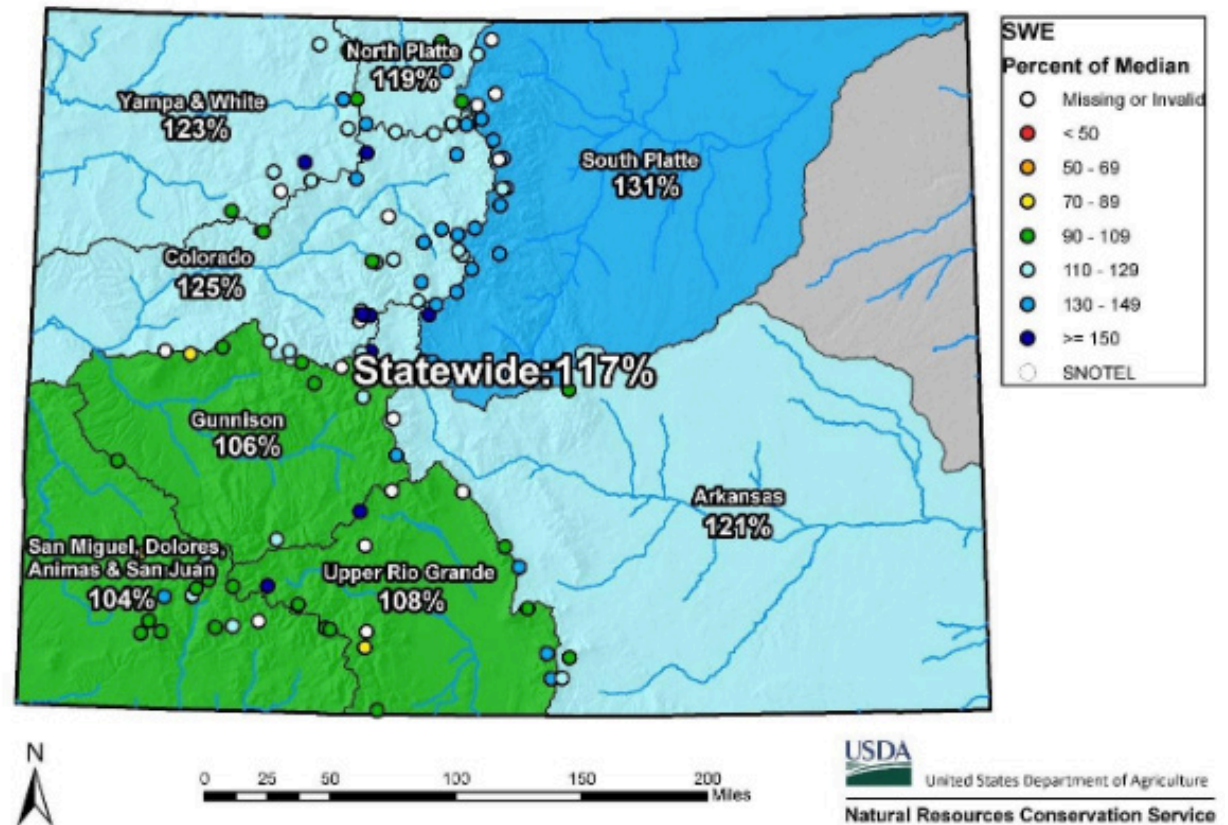 North Platte
119%
Yampa & White
123%
South Platte
131%
Colorado
125%
Statewide:117%
Gunnison
106%
Arkansas
121%
San Miguel, Dolores,
Animas & San Juan
104%
Upper Rio Grande
108%
SWE
Percent of Median
Missing or Invalid
< 50
50 - 69
70 - 89
90 - 109
110 - 129
130 - 149
>= 150
SNOTEL
N
0 25 50 100 150 200
Miles
USDA
United States Department of Agriculture
Natural Resources Conservation Service